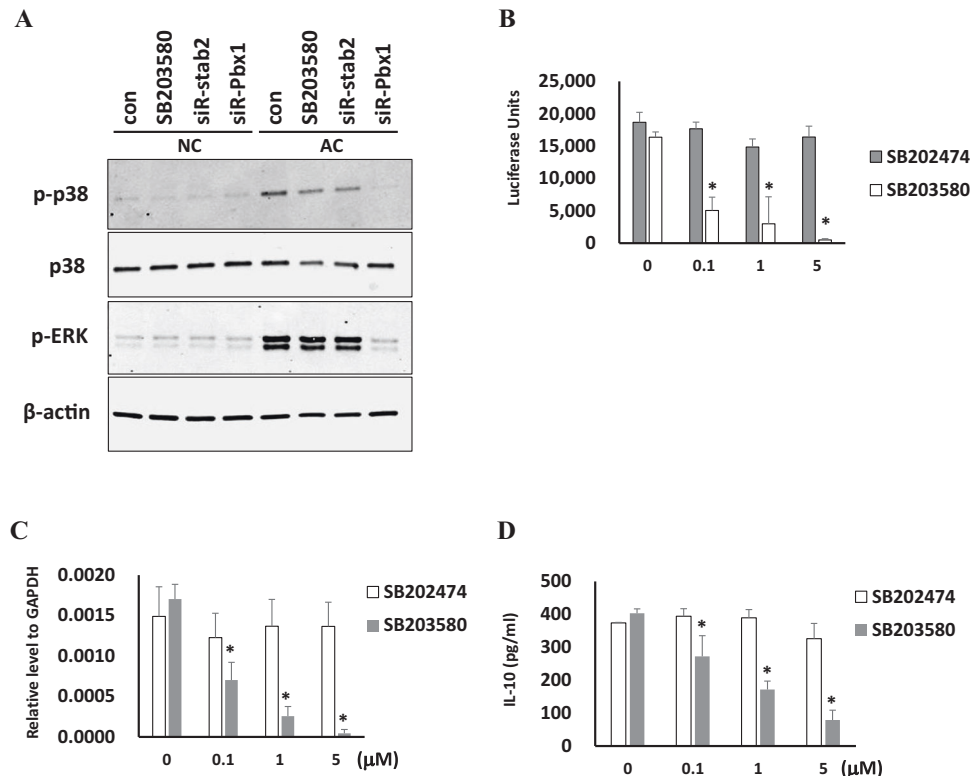 A
con
SB203580
siR-stab2
siR-Pbx1
con
SB203580
siR-stab2
siR-Pbx1
NC
AC
p-p38
p38
p-ERK
β-actin
B
Luciferase Units
20,000
18,000
15,000
10,000
5,000
0
*
*
*
0
0.1
1
5
SB202474
SB203580
C
Relative level to GAPDH
0.0020
0.0015
0.0010
0.0005
0.0000
*
*
*
0
0.1
1
5
(µM)
SB202474
SB203580
D
IL-10 (pg/ml)
500
400
300
200
100
0
*
*
*
0
0.1
1
5
(µM)
SB202474
SB203580